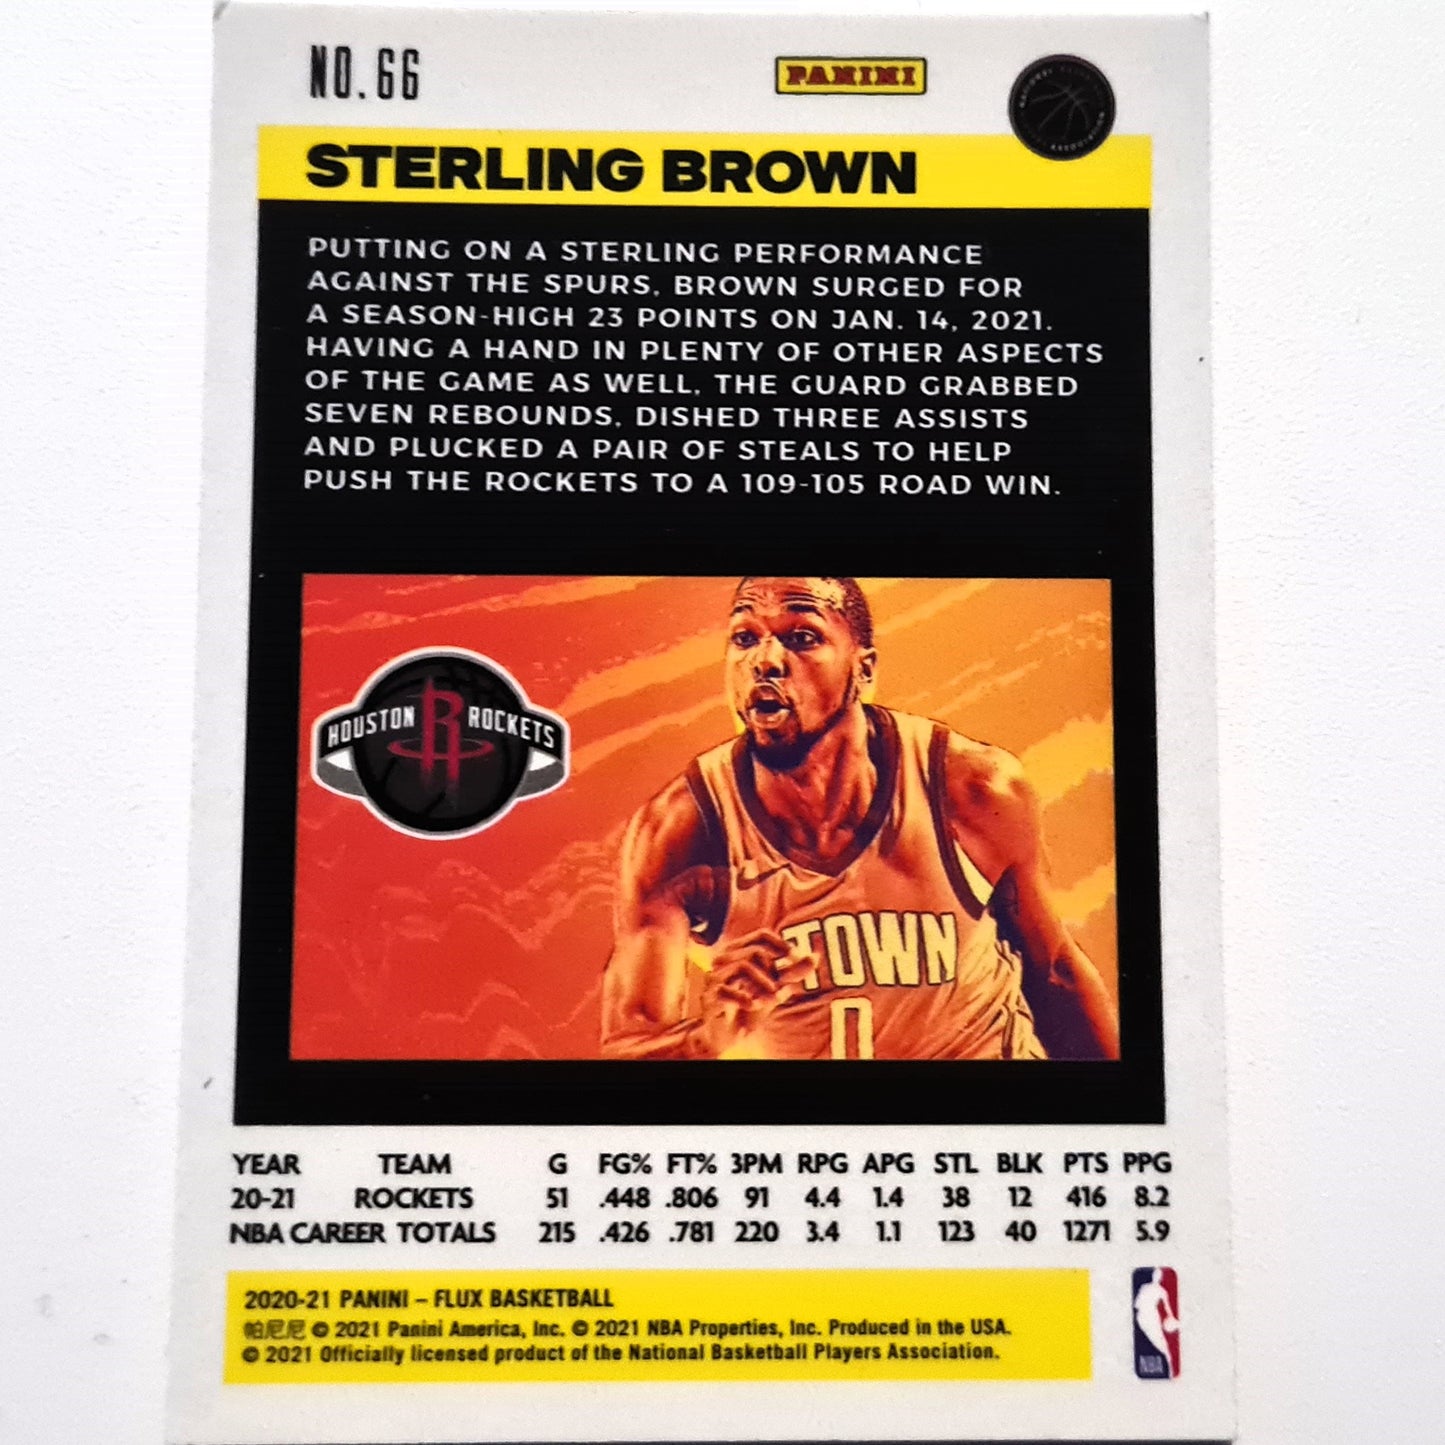 NO. 66
PANINI
STERLING BROWN
PUTTING ON A STERLING PERFORMANCE
AGAINST THE SPURS, BROWN SURGED FOR
A SEASON-HIGH 23 POINTS ON JAN. 14, 2021.
HAVING A HAND IN PLENTY OF OTHER ASPECTS
OF THE GAME AS WELL, THE GUARD GRABBED
SEVEN REBOUNDS, DISHED THREE ASSISTS
AND PLUCKED A PAIR OF STEALS TO HELP
PUSH THE ROCKETS TO A 109-105 ROAD WIN.
HOUSTON R ROCKETS
TOWN
0
YEAR TEAM G FG% FT% 3PM RPG APG STL BLK PTS PPG
20-21 ROCKETS 51 .448 .806 91 4.4 1.4 38 12 416 8.2
NBA CAREER TOTALS 215 .426 .781 220 3.4 1.1 123 40 1271 5.9
2020-21 PANINI – FLUX BASKETBALL
帕尼尼 © 2021 Panini America, Inc. © 2021 NBA Properties, Inc. Produced in the USA.
© 2021 Officially licensed product of the National Basketball Players Association.
NBA